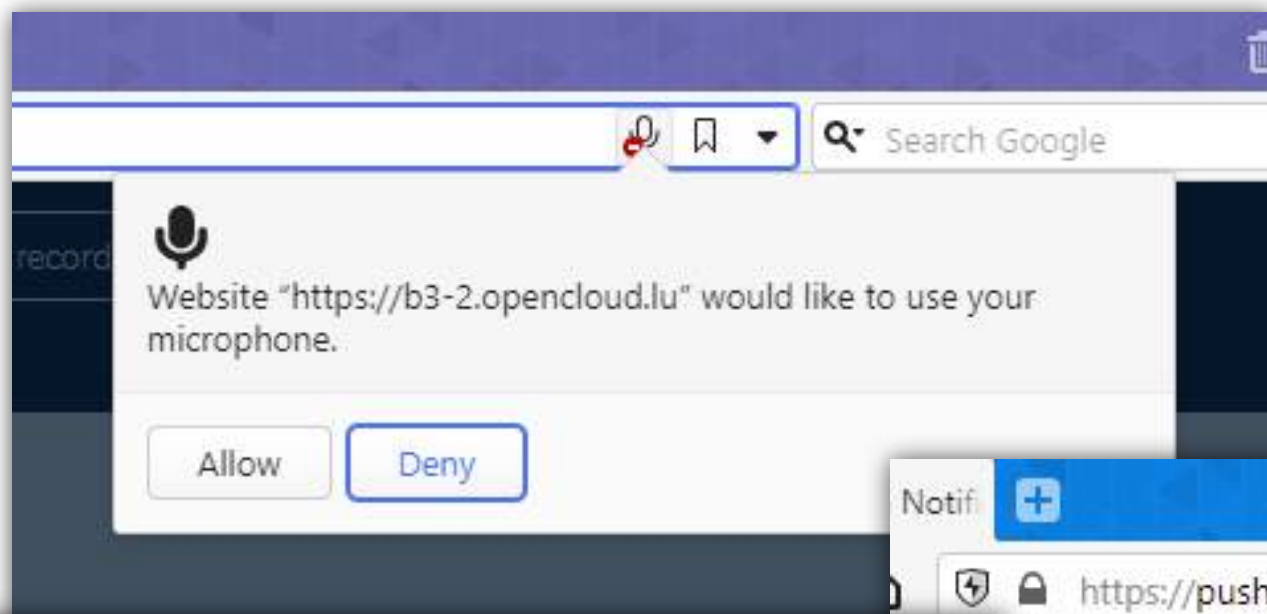 Search Google
record
Website “https://b3-2.opencloud.lu” would like to use your
microphone.
Allow
Deny
Notif
https://push